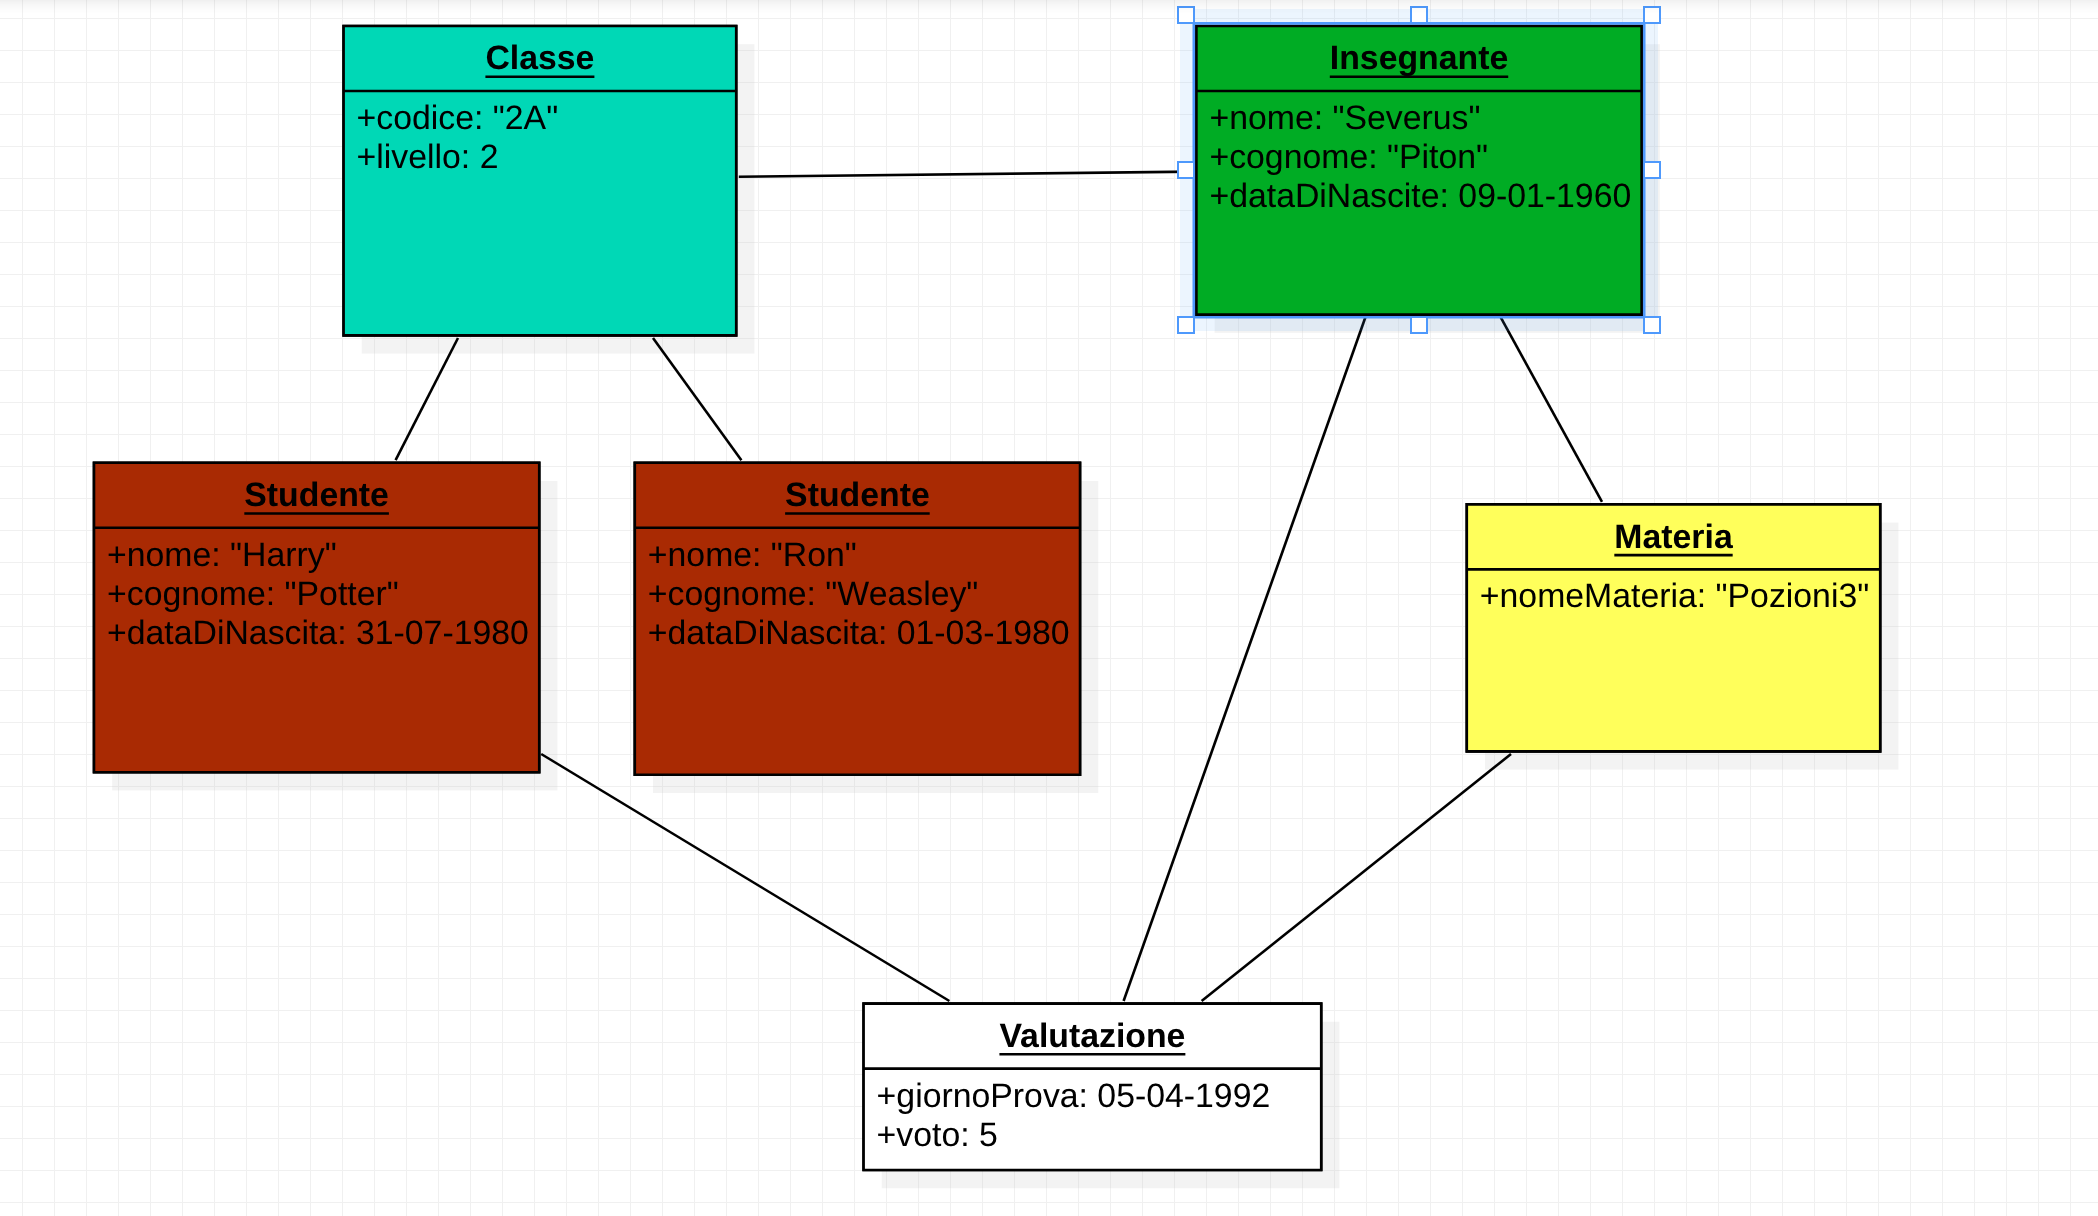 Classe
+codice: "2A"
+livello: 2
Insegnante
+nome: "Severus"
+cognome: "Piton"
+dataDiNascite: 09-01-1960
Studente
+nome: "Harry"
+cognome: "Potter"
+dataDiNascita: 31-07-1980
Studente
+nome: "Ron"
+cognome: "Weasley"
+dataDiNascita: 01-03-1980
Materia
+nomeMateria: "Pozioni3"
Valutazione
+giornoProva: 05-04-1992
+voto: 5